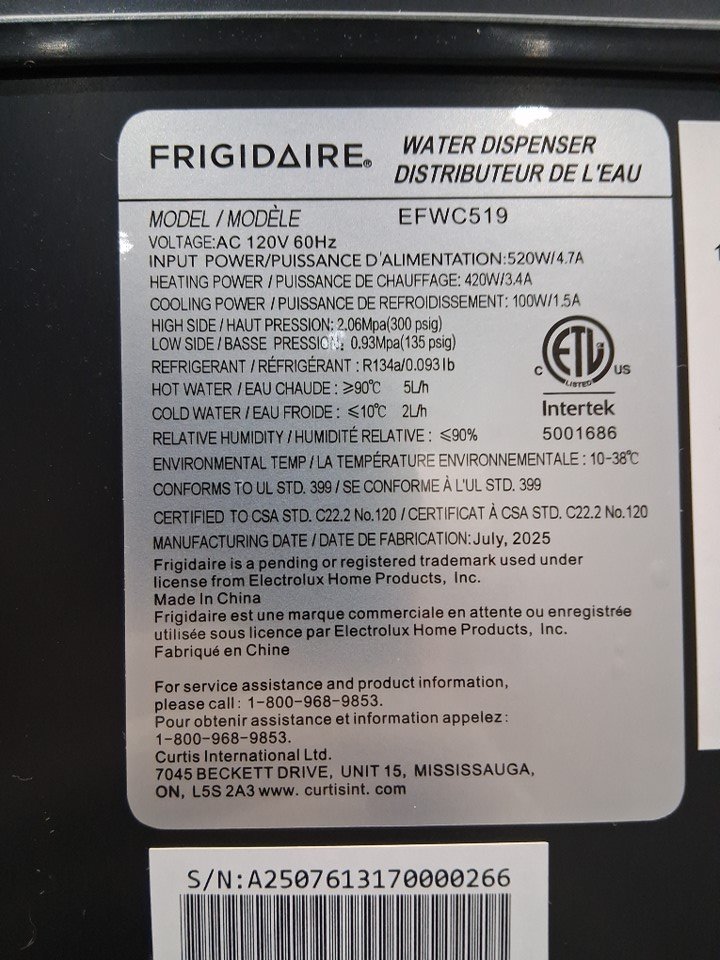 FRIGIDAIRE®
WATER DISPENSER
DISTRIBUTEUR DE L'EAU
MODEL / MODÈLE EFWC519
VOLTAGE:AC 120V 60Hz
INPUT POWER/PUISSANCE D'ALIMENTATION:520W/4.7A
HEATING POWER / PUISSANCE DE CHAUFFAGE: 420W/3.4A
COOLING POWER / PUISSANCE DE REFROIDISSEMENT: 100W/1.5A
HIGH SIDE / HAUT PRESSION: 2.06Mpa(300 psig)
LOW SIDE / BASSE PRESSION: 0.93Mpa(135 psig)
REFRIGERANT / RÉFRIGÉRANT : R134a/0.093 lb
HOT WATER / EAU CHAUDE : ≥90℃ 5L/h
COLD WATER / EAU FROIDE : ≤10℃ 2L/h
RELATIVE HUMIDITY / HUMIDITÉ RELATIVE : ≤90%
C ETL US
LISTED
Intertek
5001686
ENVIRONMENTAL TEMP / LA TEMPÉRATURE ENVIRONNEMENTALE : 10-38℃
CONFORMS TO UL STD. 399 / SE CONFORME À L'UL STD. 399
CERTIFIED TO CSA STD. C22.2 No.120 / CERTIFICAT À CSA STD. C22.2 No.120
MANUFACTURING DATE / DATE DE FABRICATION: July, 2025
Frigidaire is a pending or registered trademark used under
license from Electrolux Home Products, Inc.
Made In China
Frigidaire est une marque commerciale en attente ou enregistrée
utilisée sous licence par Electrolux Home Products, Inc.
Fabriqué en Chine
For service assistance and product information,
please call: 1-800-968-9853.
Pour obtenir assistance et information appelez:
1-800-968-9853.
Curtis International Ltd.
7045 BECKETT DRIVE, UNIT 15, MISSISSAUGA,
ON, L5S 2A3 www. curtisint. com
S/N:A2507613170000266